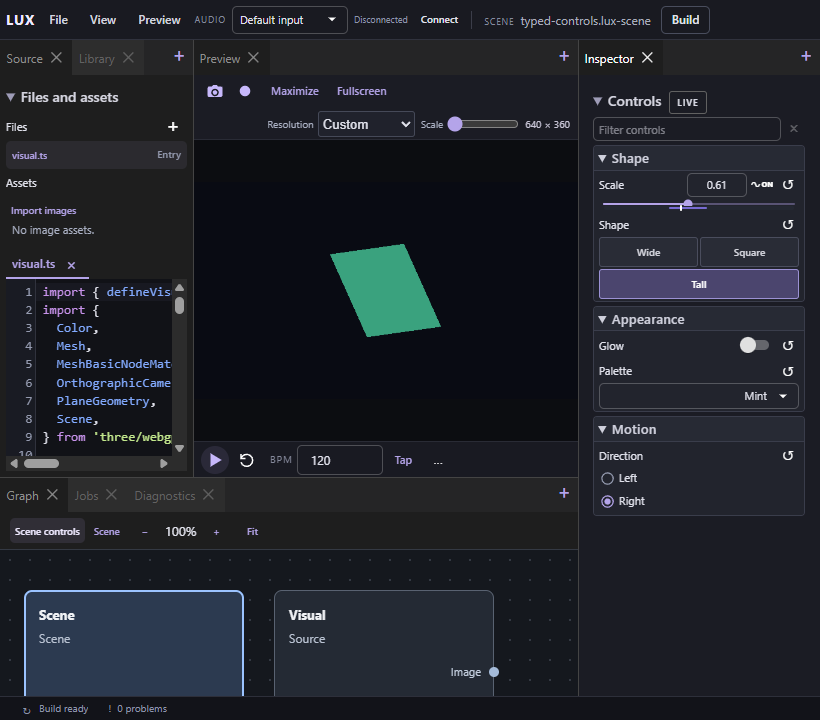 LUX File View Preview AUDIO Default input Disconnected Connect SCENE typed-controls.lux-scene Build
Source Library
Files and assets
Files
visual.ts Entry
Assets
Import images
No image assets.
visual.ts
1 import { defineVis
2 import {
3 Color,
4 Mesh,
5 MeshBasicNodeMat
6 OrthographicCame
7 PlaneGeometry,
8 Scene,
9 } from 'three/webg
10
Preview
Maximize Fullscreen
Resolution Custom Scale 640 × 360
BPM 120 Tap ...
Graph Jobs Diagnostics
Scene controls Scene − 100% + Fit
Scene
Scene
Visual
Source
Image
Inspector
Controls LIVE
Filter controls
Shape
Scale 0.61 ON
Shape
Wide Square
Tall
Appearance
Glow
Palette
Mint
Motion
Direction
Left
Right
Build ready ! 0 problems